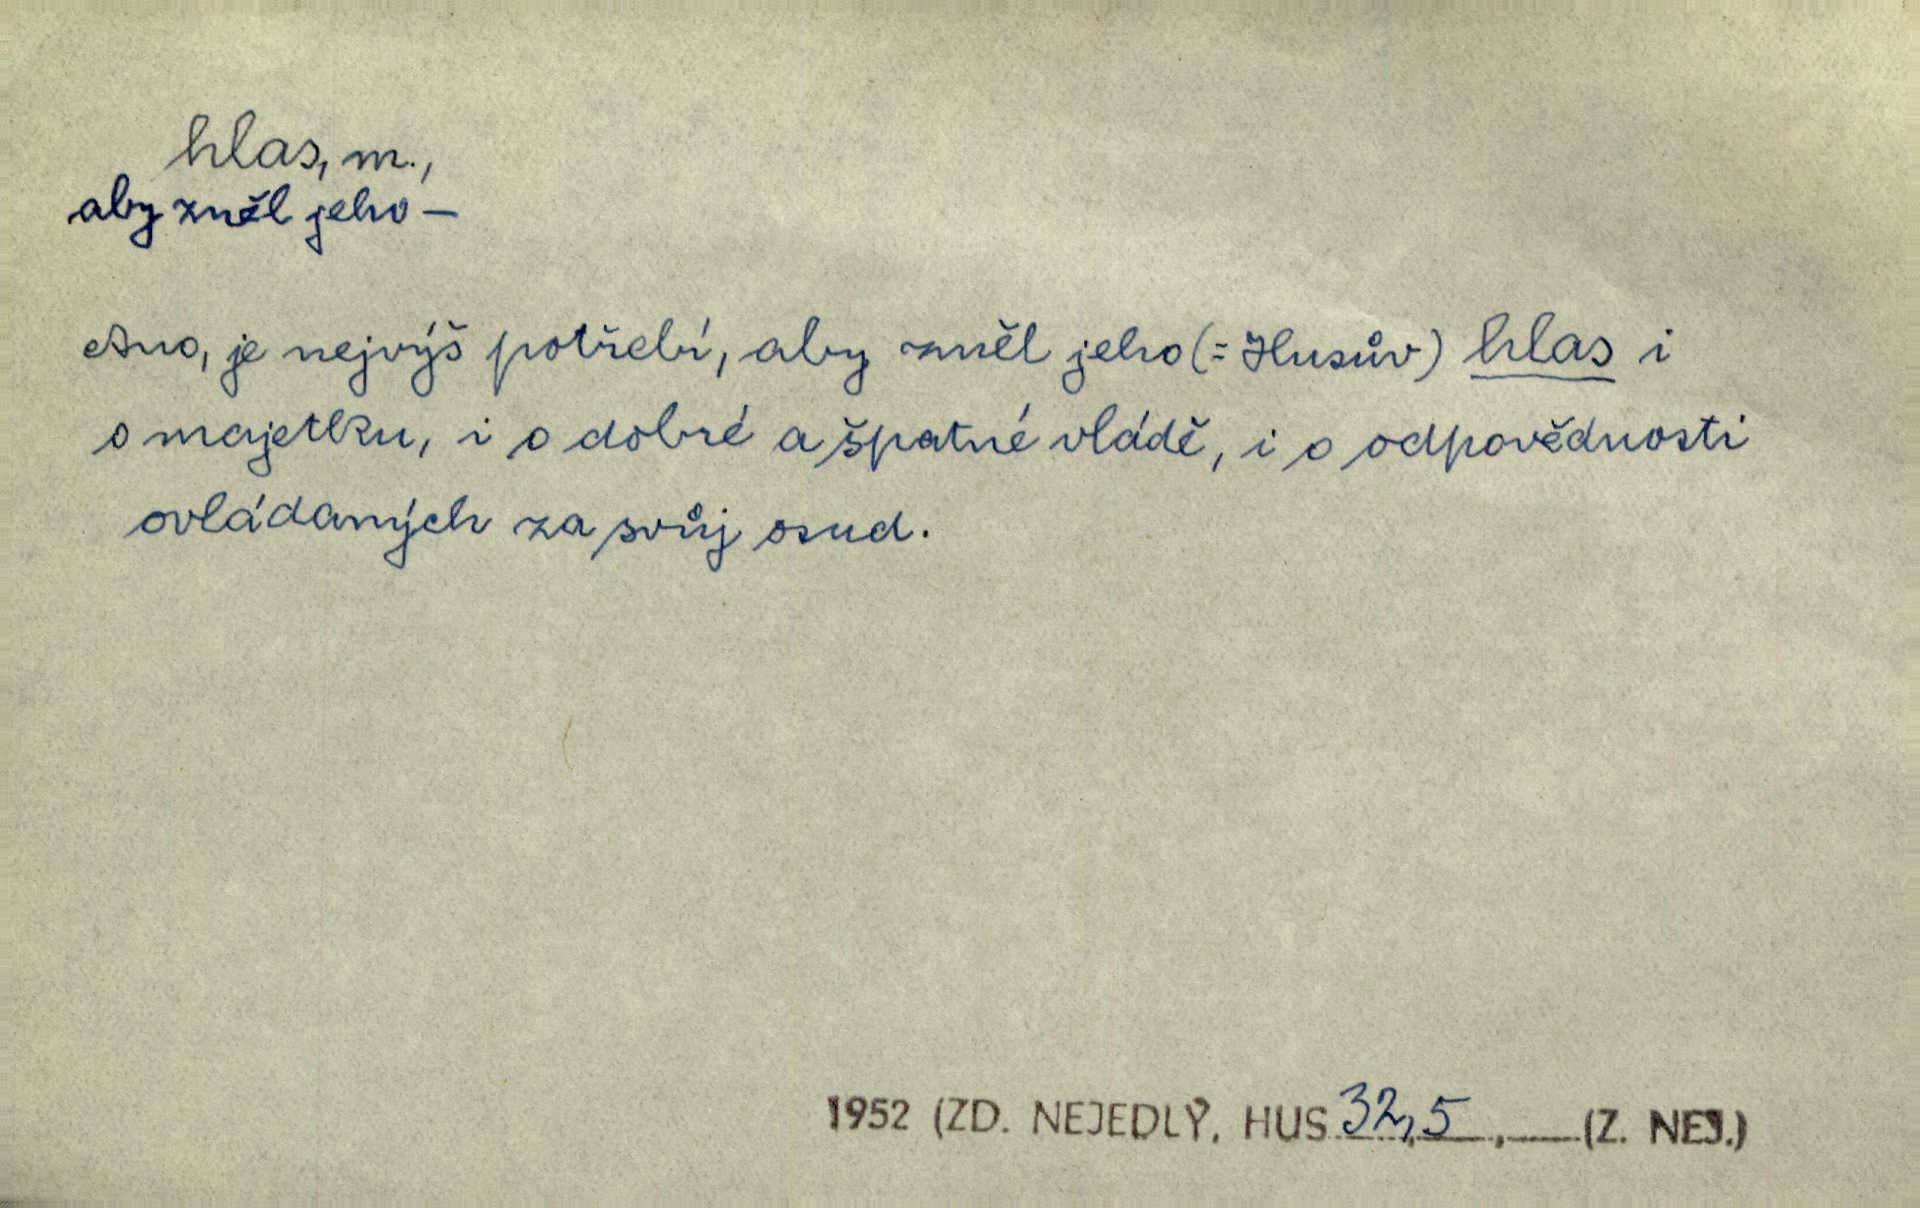 hlas, m.,
aby zněl jeho –
Ano, je nejvýš potřebí, aby zněl jeho (= Husův) hlas i
o majetku, i o dobré a špatné vládě, i o odpovědnosti
ovládaných za svůj osud.
1952 (ZD. NEJEDLÝ, HUS 32,5 , (Z. NEJ.)